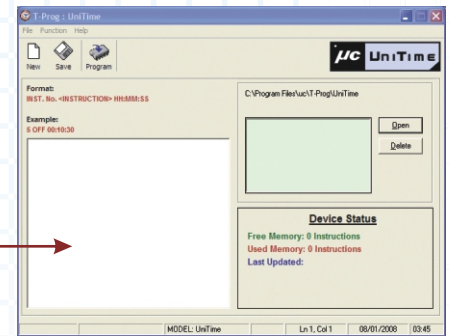 T-Prog : UniTime
File Function Help
New Save Program
µc UniTime
Format:
INST. No. <INSTRUCTION> HH:MM:SS
Example:
5 OFF 00:10:30
C:\Program Files\uc\T-Prog\UniTime
Open
Delete
Device Status
Free Memory: 0 Instructions
Used Memory: 0 Instructions
Last Updated:
MODEL: UniTime Ln 1, Col 1 08/01/2008 03:45